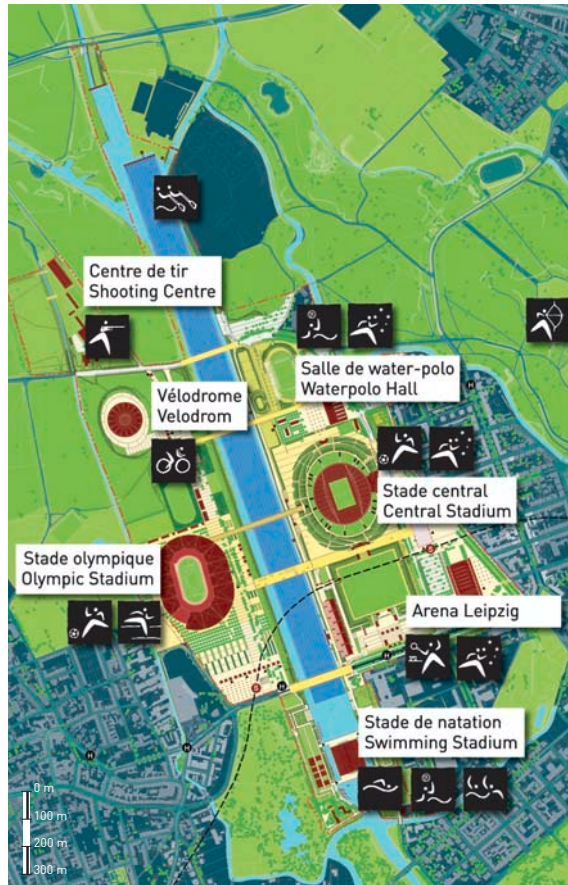 Centre de tir
Shooting Centre
Salle de water-polo
Waterpolo Hall
Vélodrome
Velodrom
H
Stade central
Central Stadium
S
Stade olympique
Olympic Stadium
Arena Leipzig
H
S
H
Stade de natation
Swimming Stadium
H
H
0 m
100 m
200 m
300 m